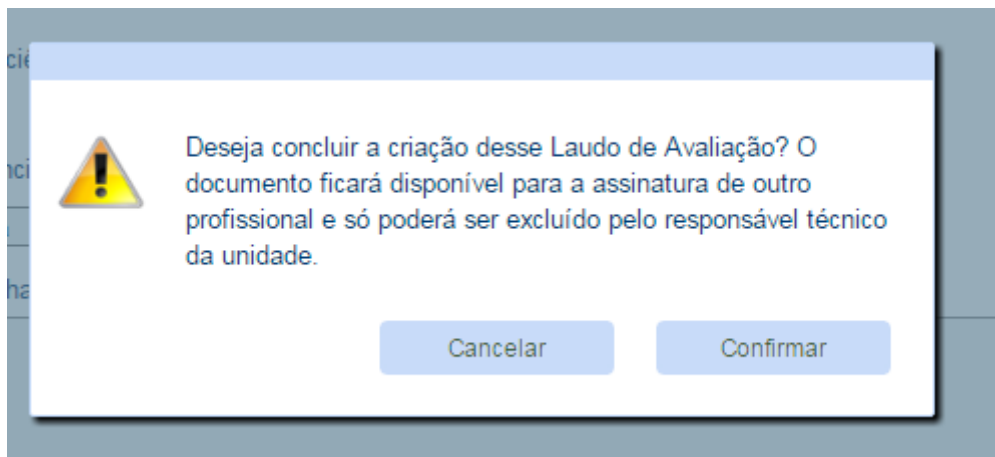 Deseja concluir a criação desse Laudo de Avaliação? O
documento ficará disponível para a assinatura de outro
profissional e só poderá ser excluído pelo responsável técnico
da unidade.
Cancelar
Confirmar